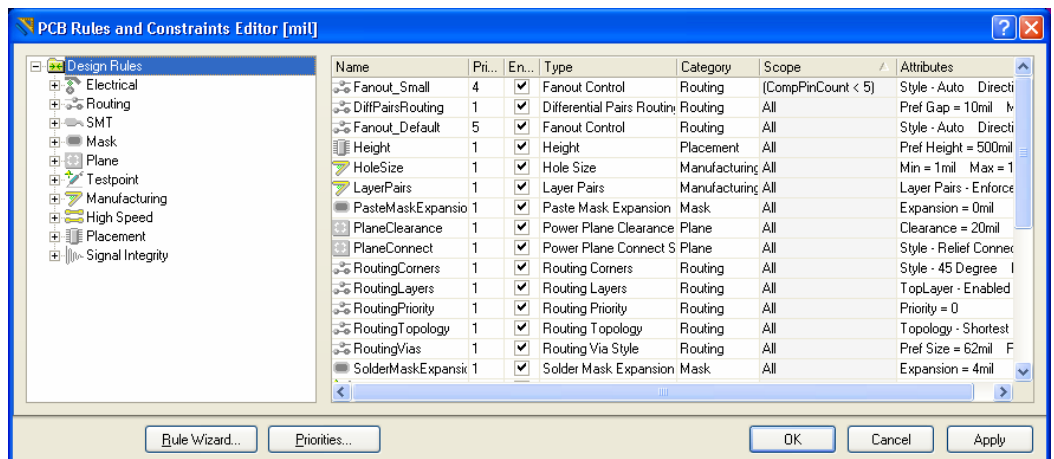 PCB Rules and Constraints Editor [mil]
Design Rules
Electrical
Routing
SMT
Mask
Plane
Testpoint
Manufacturing
High Speed
Placement
Signal Integrity
Name Pri... En... Type Category Scope Attributes
Fanout_Small 4 Fanout Control Routing (CompPinCount < 5) Style - Auto Directi
DiffPairsRouting 1 Differential Pairs Routin Routing All Pref Gap = 10mil M
Fanout_Default 5 Fanout Control Routing All Style - Auto Directi
Height 1 Height Placement All Pref Height = 500mil
HoleSize 1 Hole Size Manufacturing All Min = 1mil Max = 1
LayerPairs 1 Layer Pairs Manufacturing All Layer Pairs - Enforce
PasteMaskExpansio 1 Paste Mask Expansion Mask All Expansion = 0mil
PlaneClearance 1 Power Plane Clearance Plane All Clearance = 20mil
PlaneConnect 1 Power Plane Connect S Plane All Style - Relief Connec
RoutingCorners 1 Routing Corners Routing All Style - 45 Degree
RoutingLayers 1 Routing Layers Routing All TopLayer - Enabled
RoutingPriority 1 Routing Priority Routing All Priority = 0
RoutingTopology 1 Routing Topology Routing All Topology - Shortest
RoutingVias 1 Routing Via Style Routing All Pref Size = 62mil F
SolderMaskExpansi 1 Solder Mask Expansion Mask All Expansion = 4mil
Rule Wizard... Priorities... OK Cancel Apply